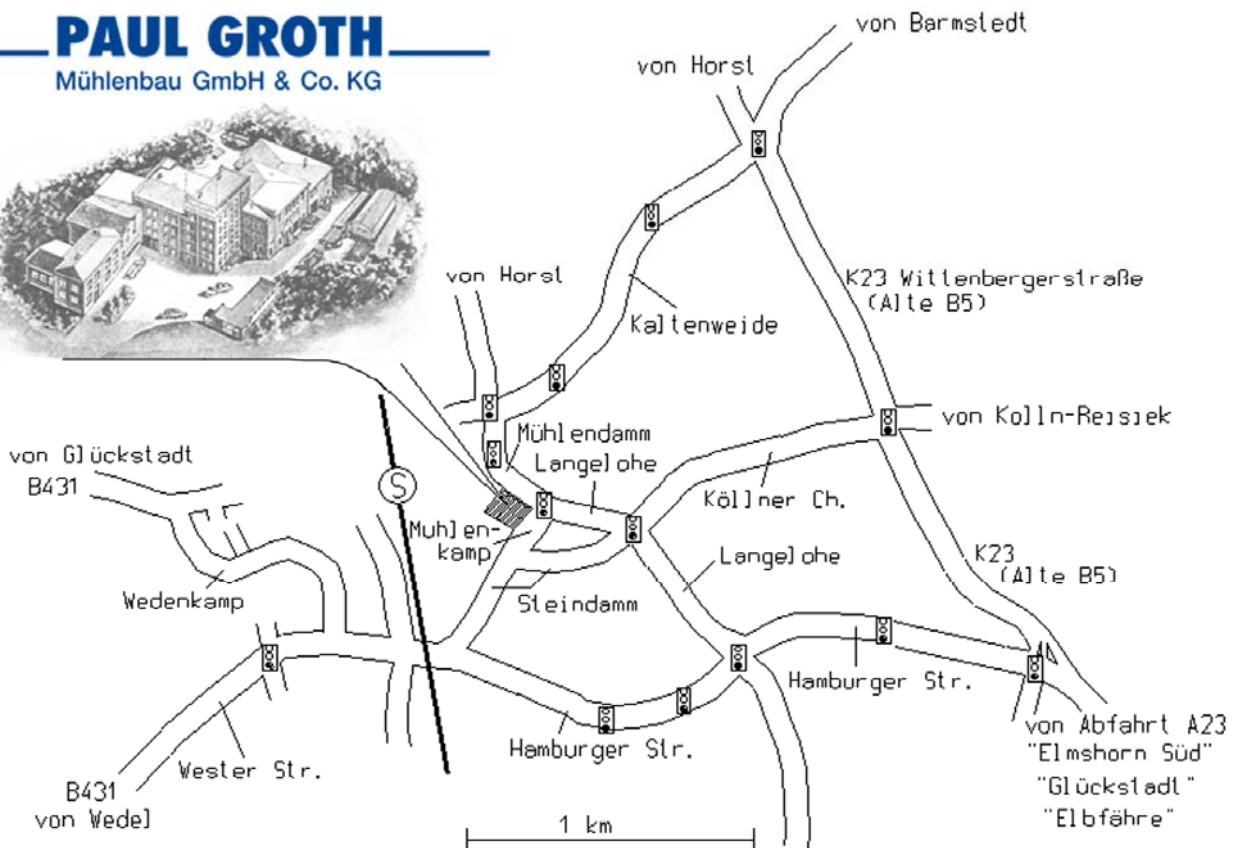 PAUL GROTH
Mühlenbau GmbH & Co. KG
von Barmstedt
von Horst
von Horst
K23 Wittenbergerstraße
(Alte B5)
Kaltenweide
von Kölln-Reisiek
Mühlendamm
Langelohe
von Glückstadt
B431
S
Köllner Ch.
Muhlen-
kamp
Langelohe
K23
(Alte B5)
Wedenkamp
Steindamm
Hamburger Str.
von Abfahrt A23
"Elmshorn Süd"
"Glückstadt"
"Elbfähre"
Hamburger Str.
Wester Str.
B431
von Wedel
1 km